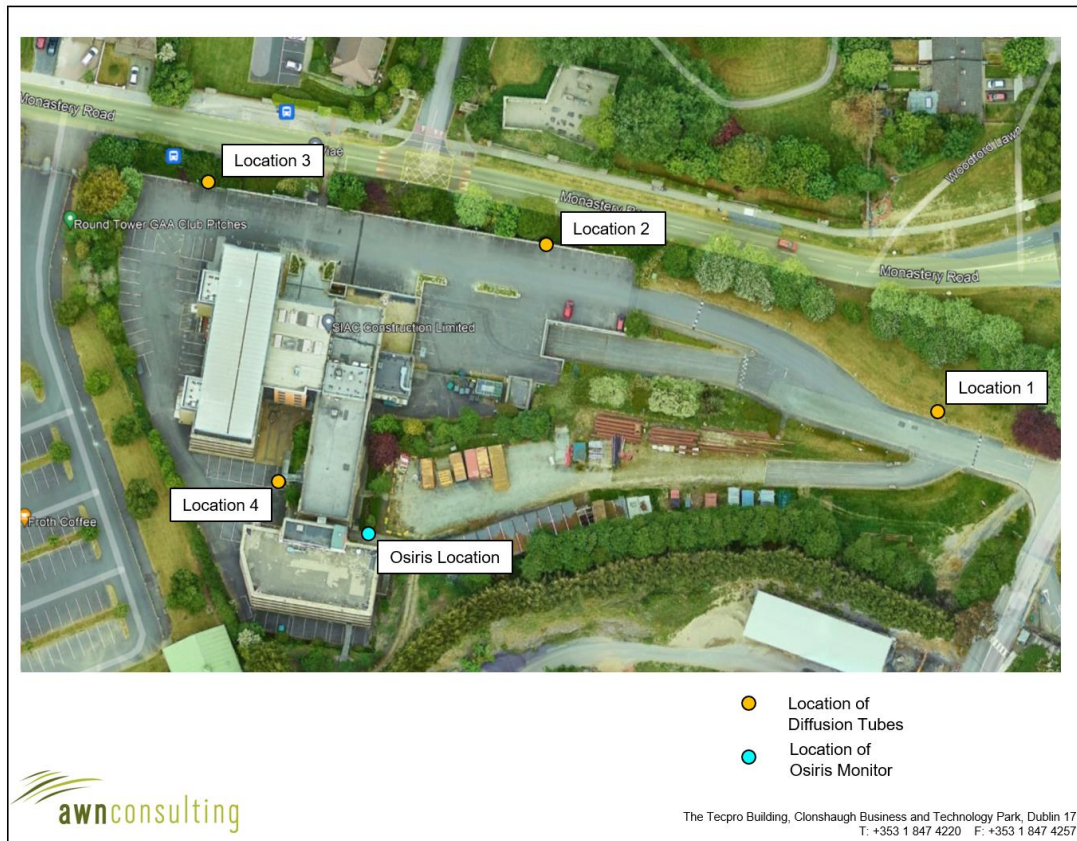 Monastery Road
Location 3
Round Tower GAA Club Pitches
Location 2
Monastery
Woodford Lawn
Monastery Road
SIAC Construction Limited
Location 1
Location 4
Froth Coffee
Osiris Location
Location of
Diffusion Tubes
Location of
Osiris Monitor
awnconsulting
The Tecpro Building, Clonshaugh Business and Technology Park, Dublin 17
T: +353 1 847 4220 F: +353 1 847 4257